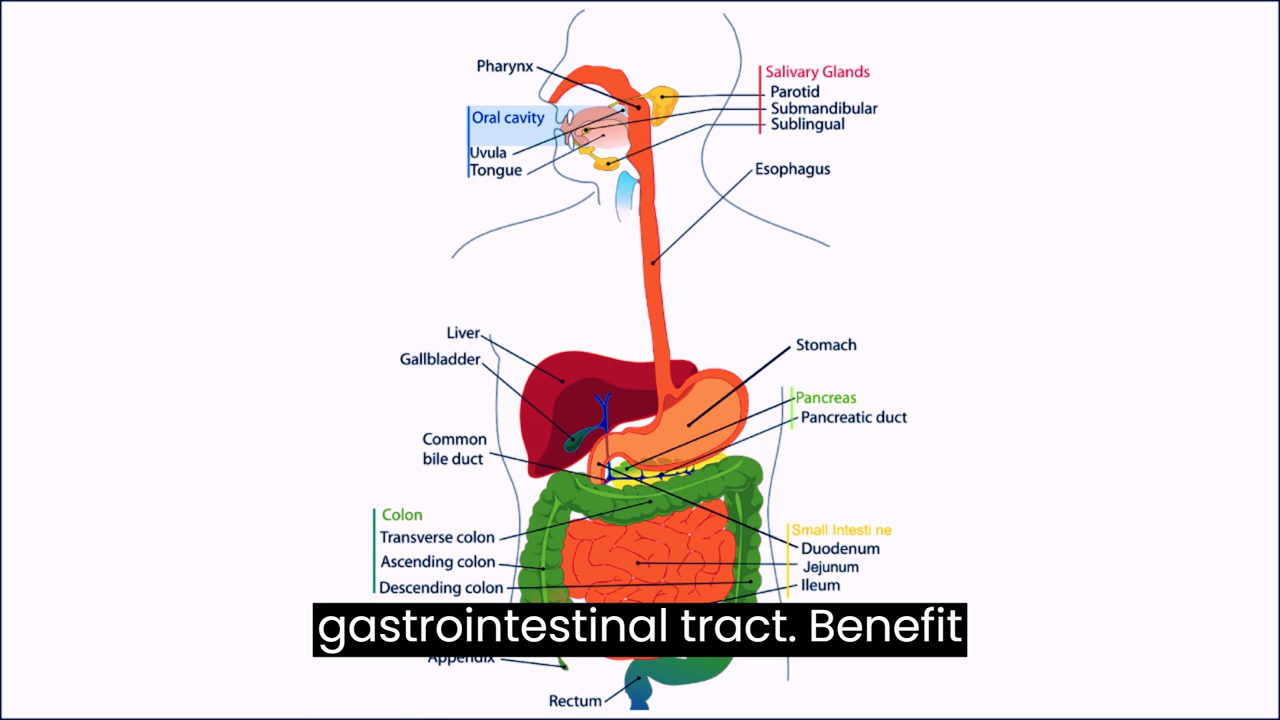 Pharynx
Oral cavity
Uvula
Tongue
Salivary Glands
Parotid
Submandibular
Sublingual
Esophagus
Liver
Gallbladder
Common
bile duct
Stomach
Pancreas
Pancreatic duct
Colon
Transverse colon
Ascending colon
Descending colon
Small Intesti ne
Duodenum
Jejunum
Ileum
gastrointestinal tract. Benefit
Appendix
Rectum